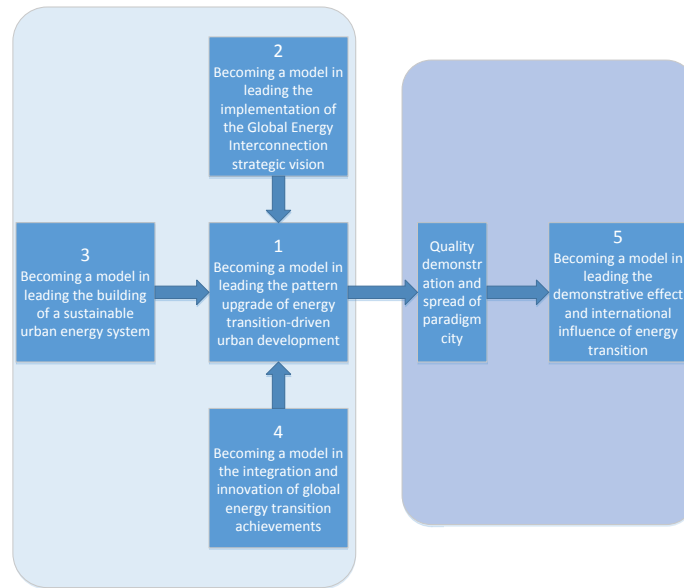 2
Becoming a model in
leading the
implementation of
the Global Energy
Interconnection
strategic vision
3
Becoming a model in
leading the building
of a sustainable
urban energy system
1
Becoming a model in
leading the pattern
upgrade of energy
transition-driven
urban development
Quality
demonstr
ation and
spread of
paradigm
city
5
Becoming a model in
leading the
demonstrative effect
and international
influence of energy
transition
4
Becoming a model in
the integration and
innovation of global
energy transition
achievements